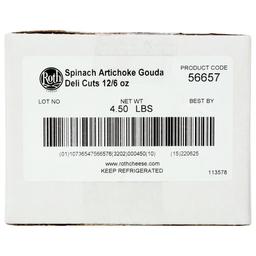 Roth
Spinach Artichoke Gouda
Deli Cuts 12/6 oz
PRODUCT CODE
56657
LOT NO
NET WT
BEST BY
4.50 LBS
(01)10736547566576(3202)000450(10) (15)220625
www.rothcheese.com
KEEP REFRIGERATED
113578